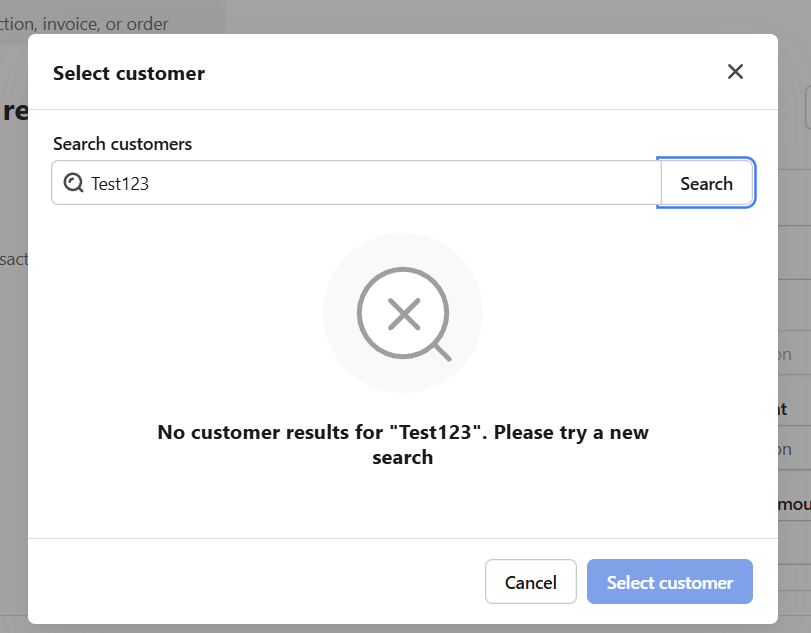 ction, invoice, or order
Select customer
re
Search customers
Test123
Search
sact
No customer results for "Test123". Please try a new
search
on
nt
on
mou
Cancel
Select customer